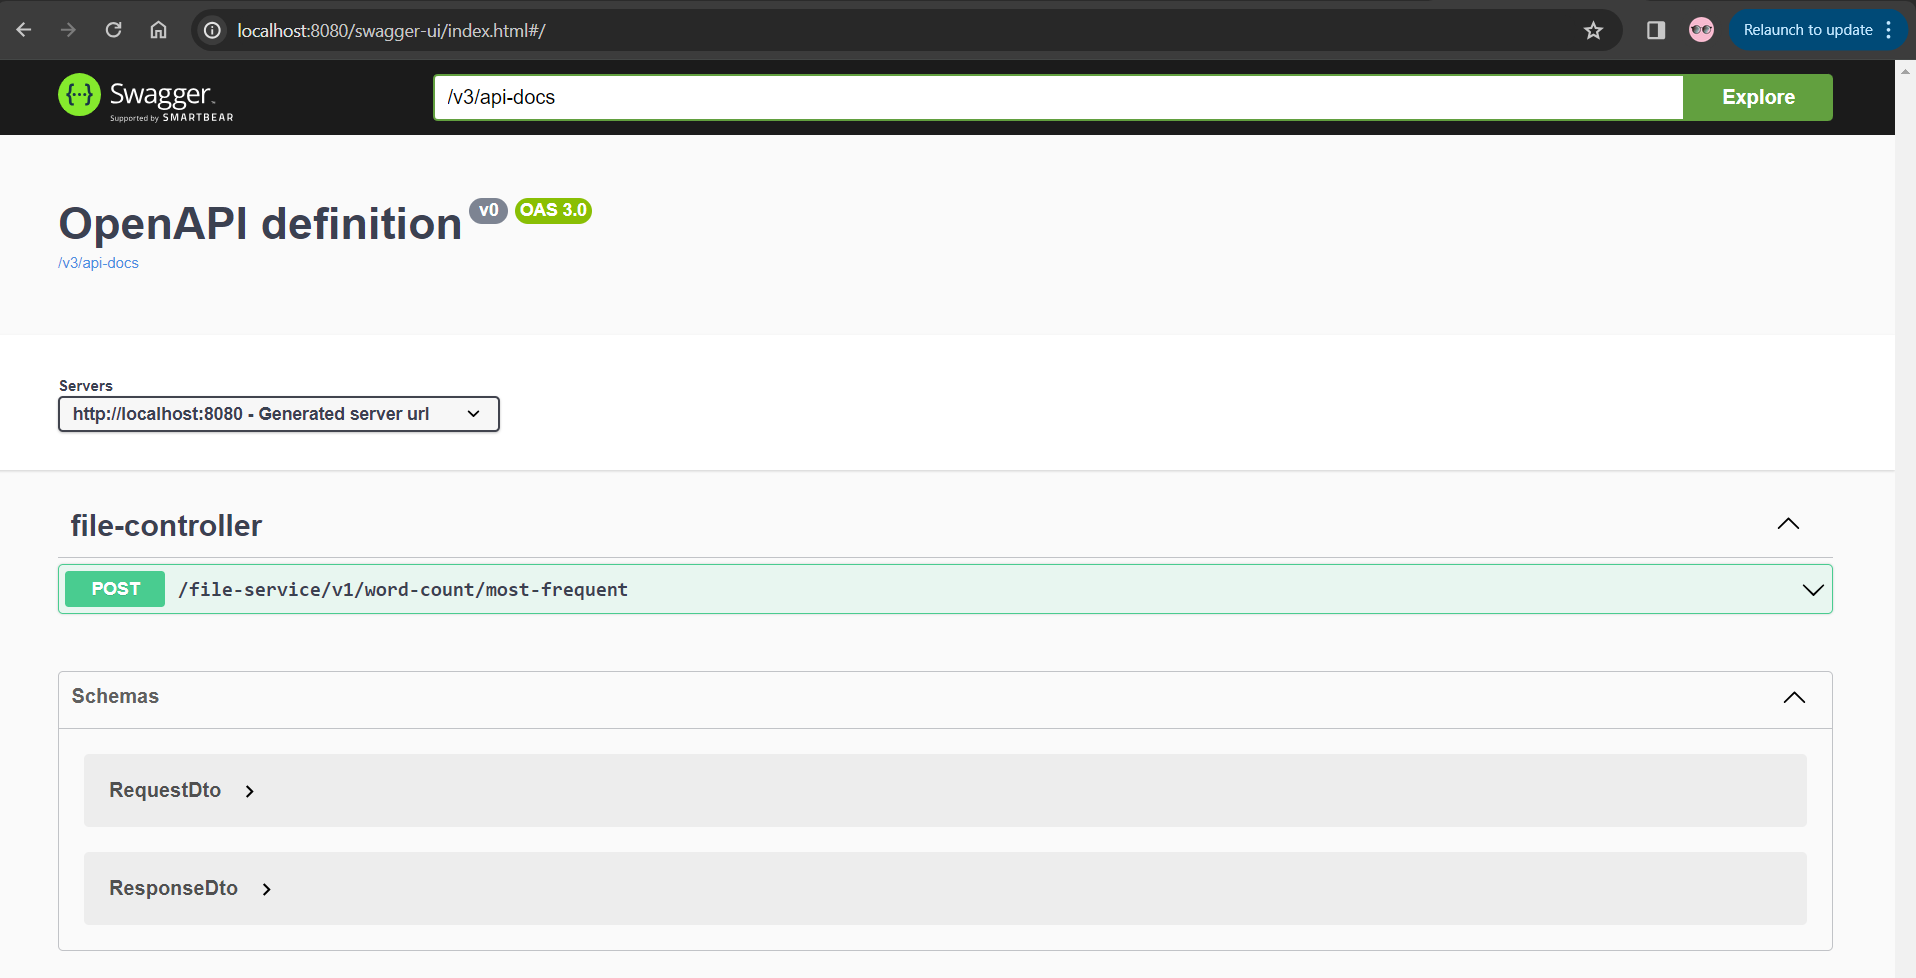 localhost:8080/swagger-ui/index.html#/
Relaunch to update
{···} Swagger.
Supported by SMARTBEAR
/v3/api-docs
Explore
OpenAPI definition v0 OAS 3.0
/v3/api-docs
Servers
http://localhost:8080 - Generated server url
file-controller
POST /file-service/v1/word-count/most-frequent
Schemas
RequestDto
ResponseDto